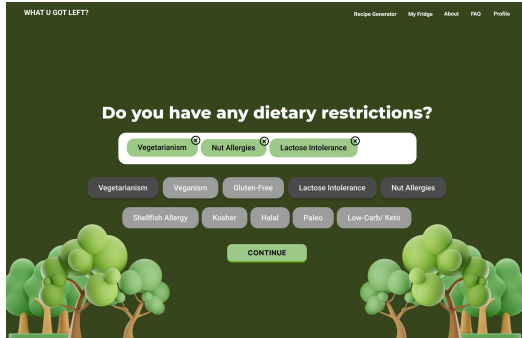 WHAT U GOT LEFT?
Recipe Generator My Fridge About FAQ Profile
Do you have any dietary restrictions?
Vegetarianism Nut Allergies Lactose Intolerance
Vegetarianism Veganism Gluten-Free Lactose Intolerance Nut Allergies
Shellfish Allergy Kosher Halal Paleo Low-Carb/ Keto
CONTINUE